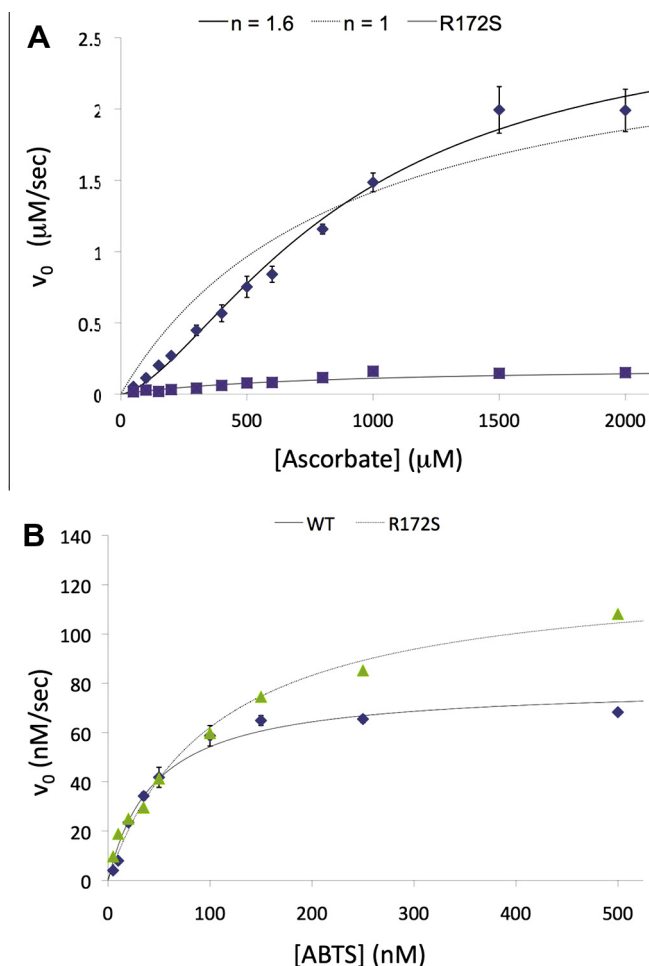 A
n = 1.6 n = 1 R172S
2.5
2
1.5
1
0.5
0
v0 (μM/sec)
0 500 1000 1500 2000
[Ascorbate] (μM)
B
WT R172S
140
120
100
80
60
40
20
0
v0 (nM/sec)
0 100 200 300 400 500
[ABTS] (nM)